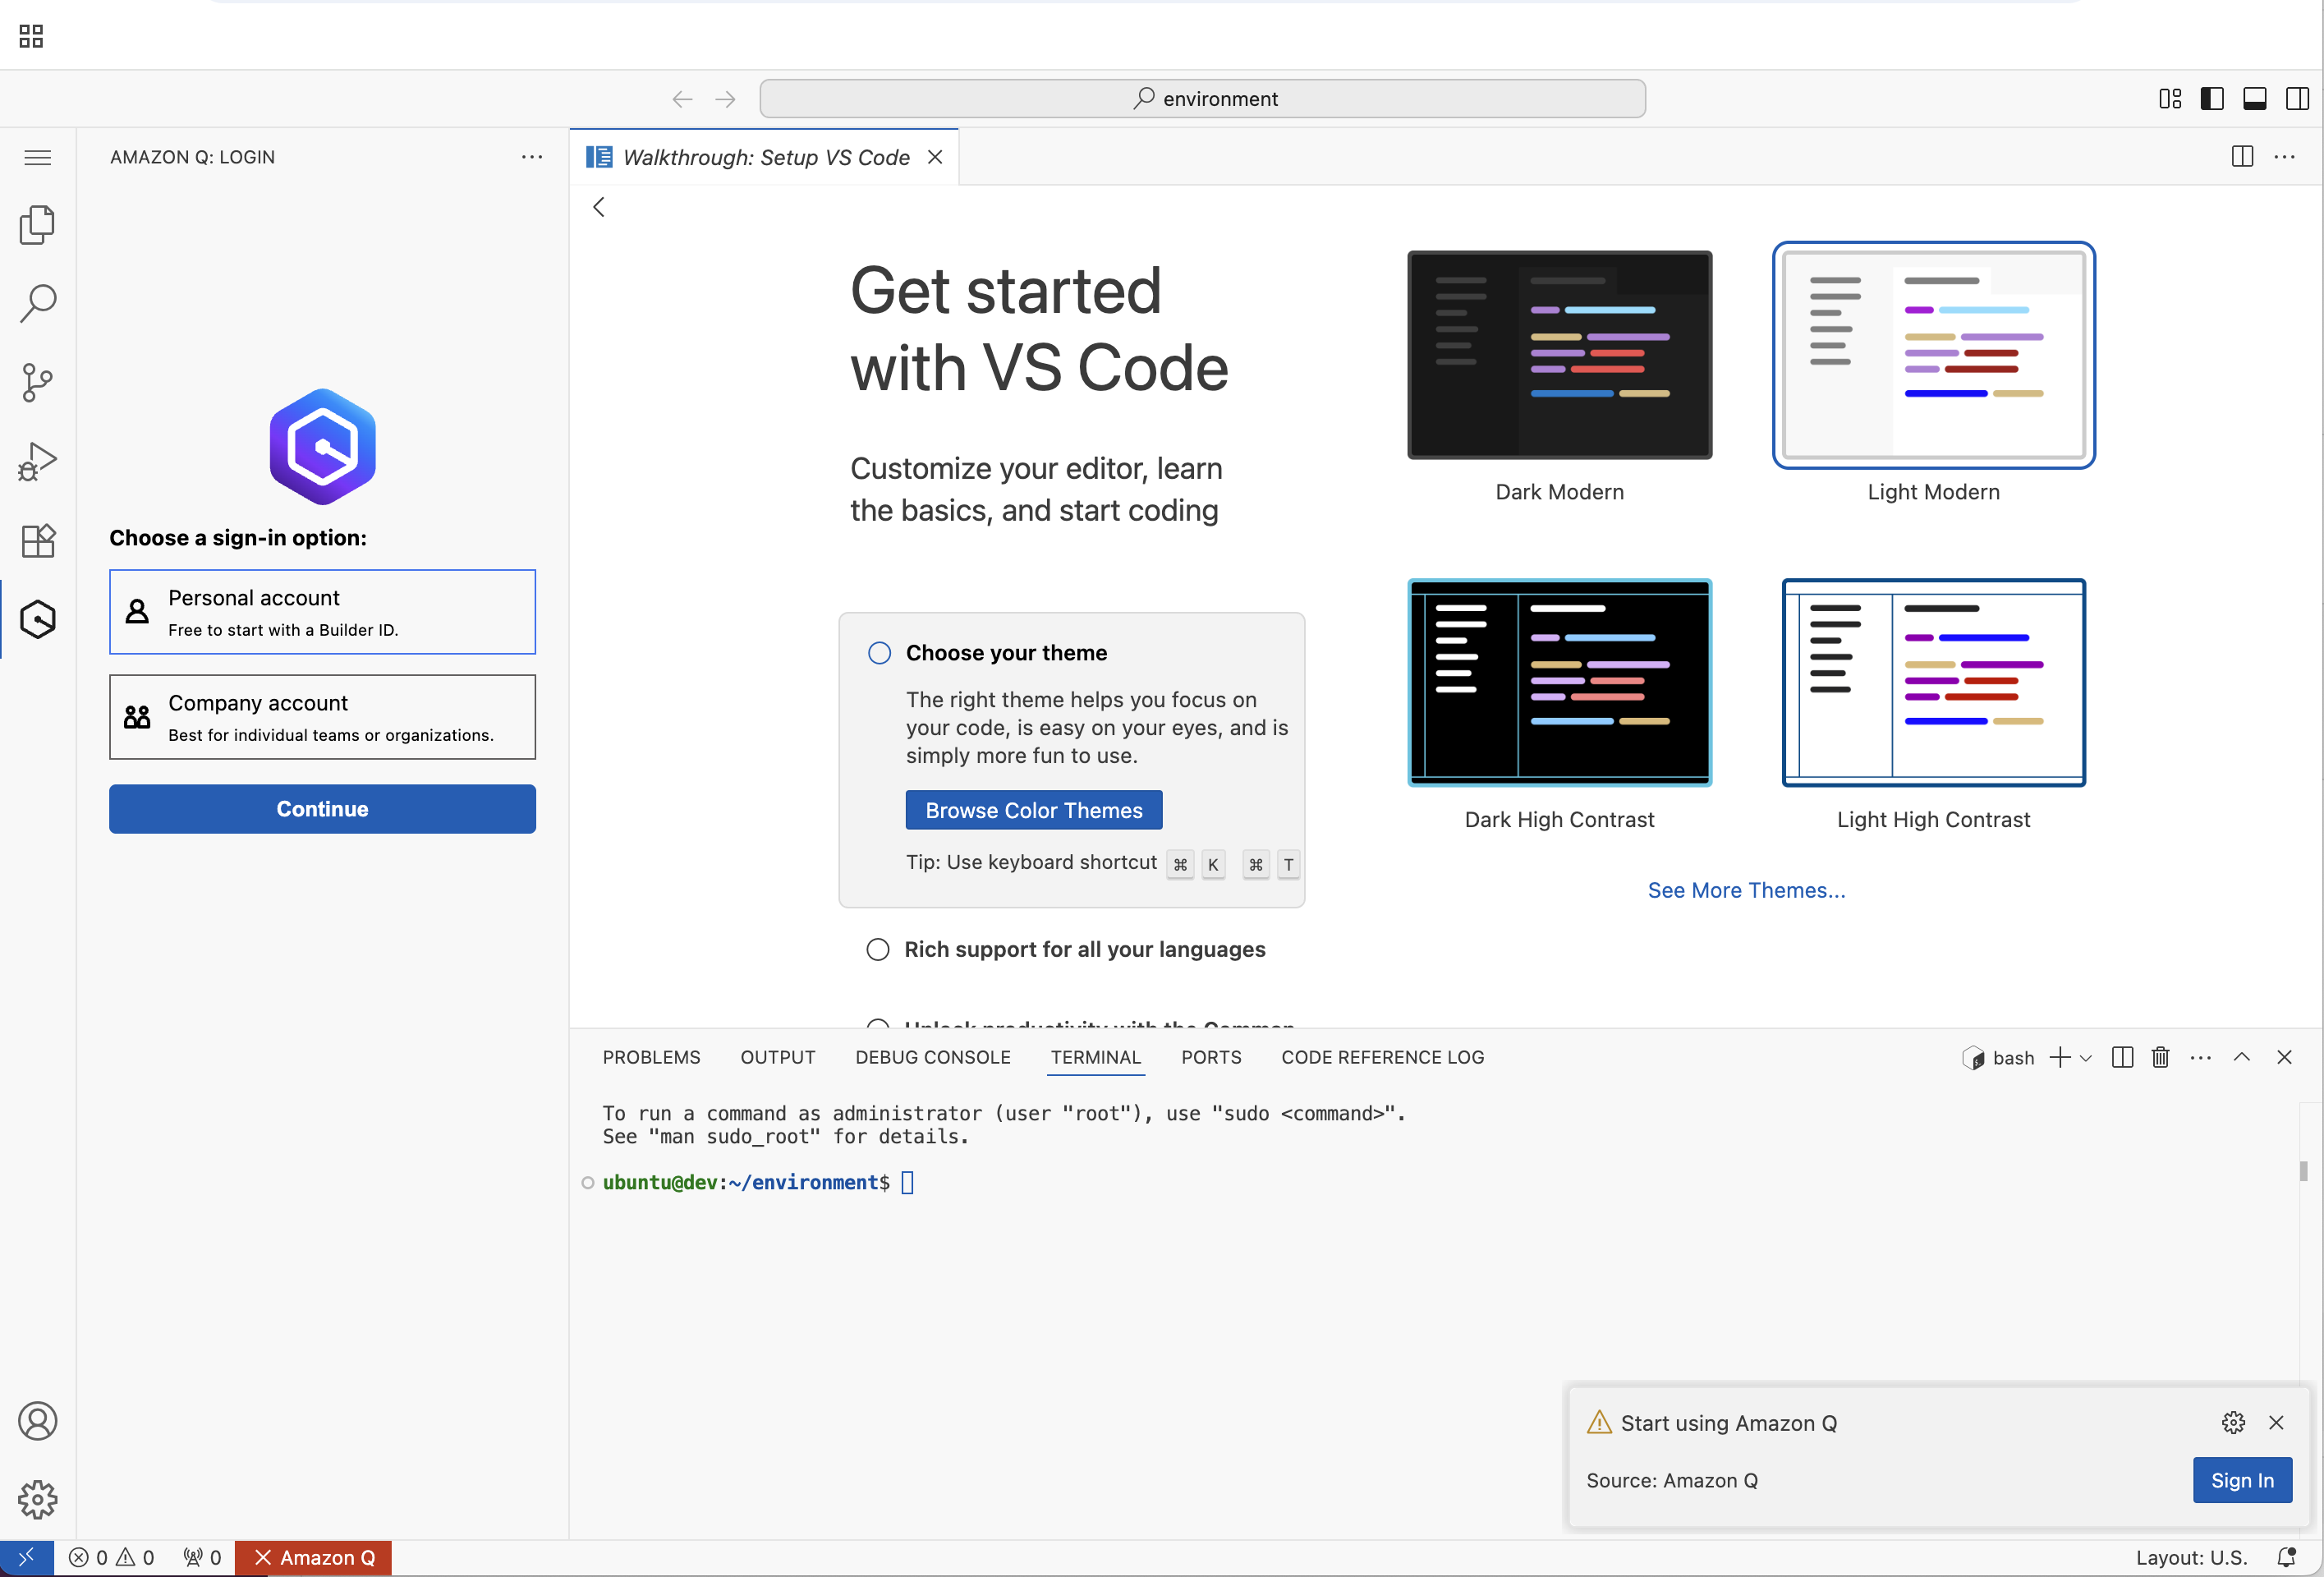 environment
AMAZON Q: LOGIN
Walkthrough: Setup VS Code
Get started
with VS Code
Customize your editor, learn
the basics, and start coding
Dark Modern
Light Modern
Choose a sign-in option:
Personal account
Free to start with a Builder ID.
Company account
Best for individual teams or organizations.
Continue
Choose your theme
The right theme helps you focus on
your code, is easy on your eyes, and is
simply more fun to use.
Browse Color Themes
Tip: Use keyboard shortcut ⌘ K ⌘ T
Dark High Contrast
Light High Contrast
See More Themes...
Rich support for all your languages
Unlock productivity with the Comman
PROBLEMS OUTPUT DEBUG CONSOLE TERMINAL PORTS CODE REFERENCE LOG
bash
To run a command as administrator (user "root"), use "sudo <command>".
See "man sudo_root" for details.
ubuntu@dev:~/environment$
Start using Amazon Q
Source: Amazon Q
Sign In
0 0 0 Amazon Q
Layout: U.S.